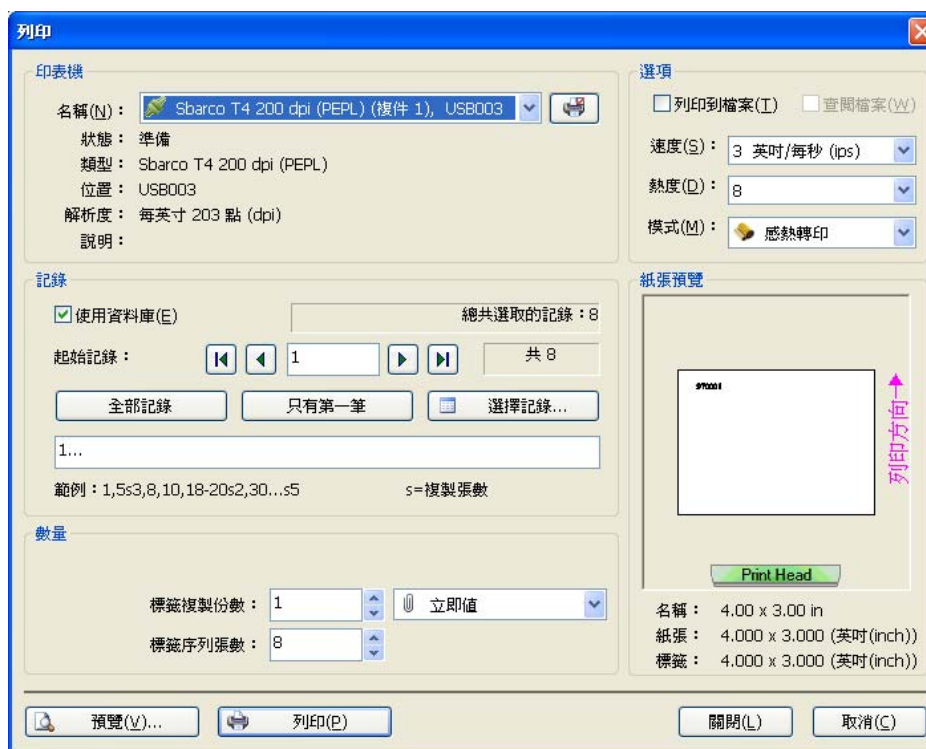 列印
印表機
名稱(N)： Sbarco T4 200 dpi (PEPL) (複件 1), USB003
狀態： 準備
類型： Sbarco T4 200 dpi (PEPL)
位置： USB003
解析度： 每英寸 203 點 (dpi)
說明：
選項
列印到檔案(T) 查閱檔案(W)
速度(S)： 3 英吋/每秒 (ips)
熱度(D)： 8
模式(M)： 感熱轉印
記錄
使用資料庫(E) 總共選取的記錄：8
起始記錄： 1 共 8
全部記錄 只有第一筆 選擇記錄...
1...
範例：1,5s3,8,10,18-20s2,30...s5 s=複製張數
數量
標籤複製份數： 1 立即值
標籤序列張數： 8
紙張預覽
970001
列印方向
Print Head
名稱： 4.00 x 3.00 in
紙張： 4.000 x 3.000 (英吋(inch))
標籤： 4.000 x 3.000 (英吋(inch))
預覽(V)... 列印(P) 關閉(L) 取消(C)